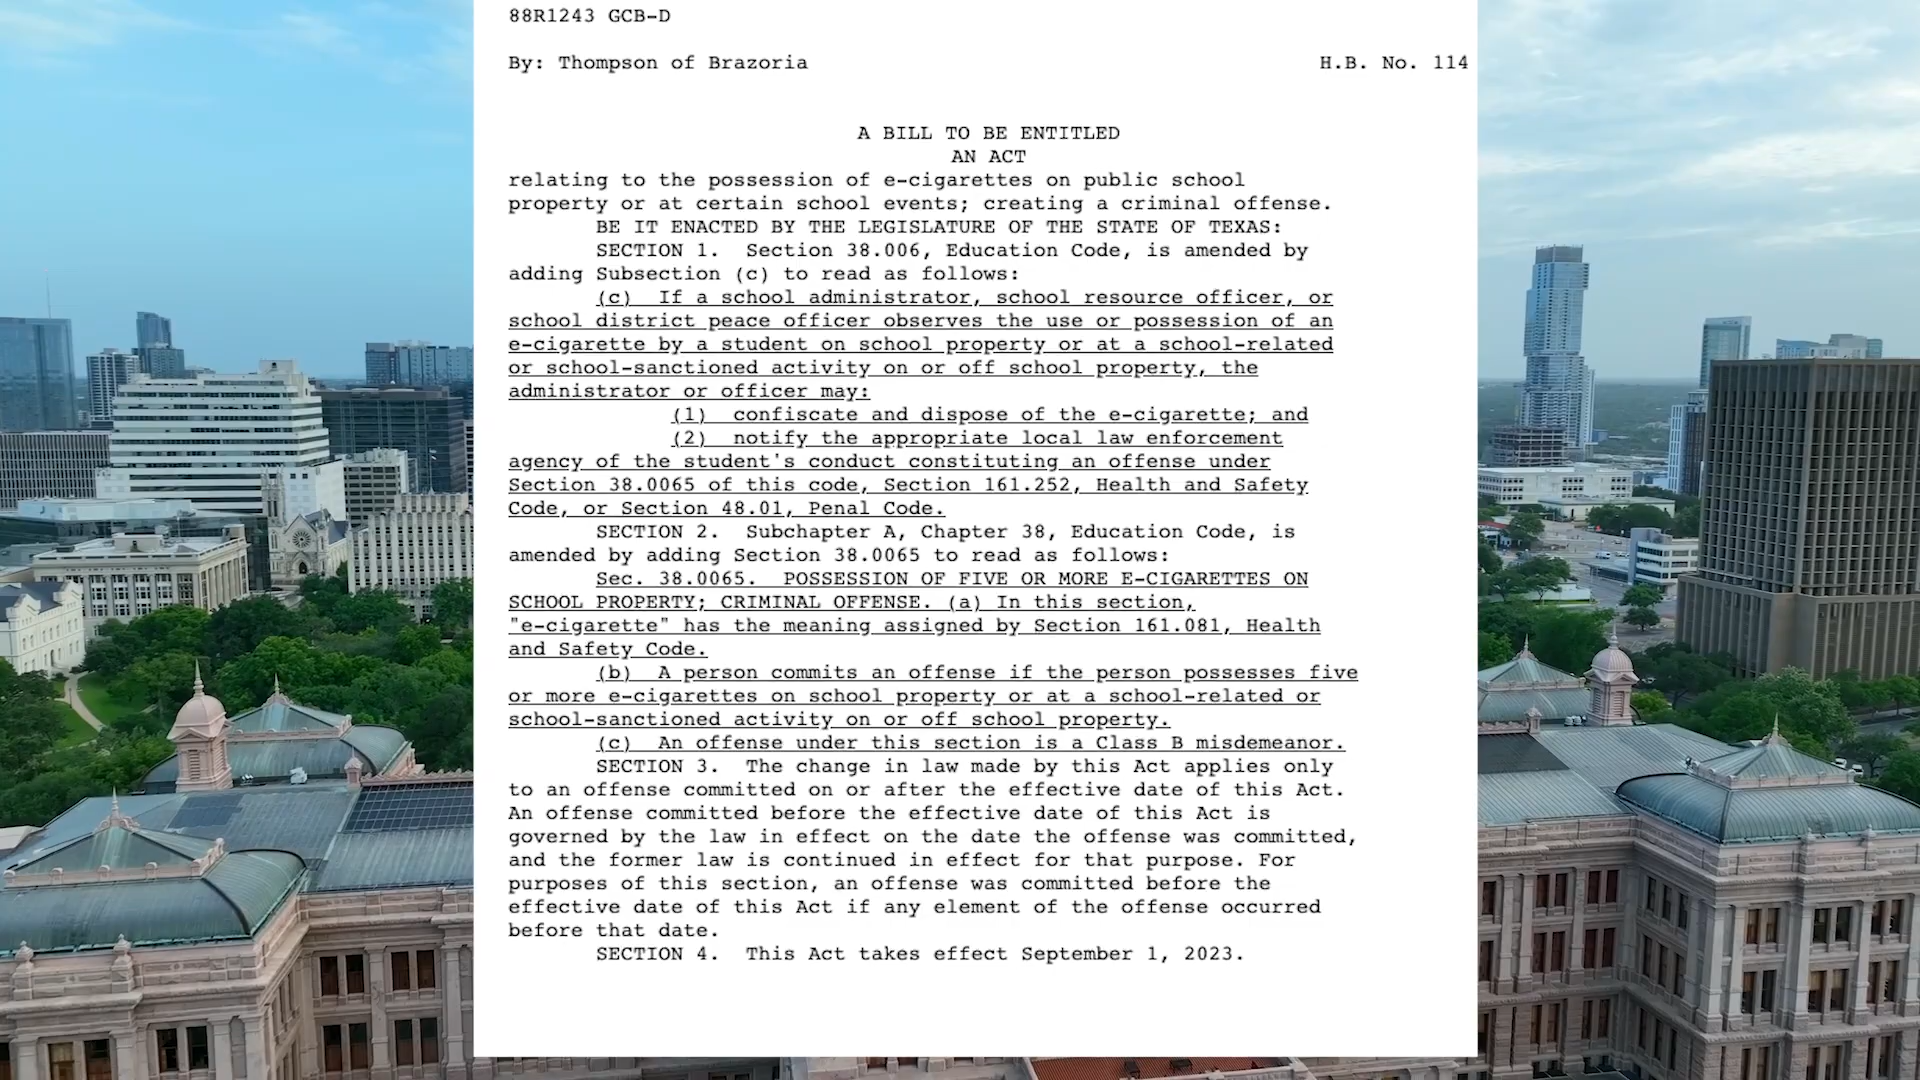 88R1243 GCB-D
By: Thompson of Brazoria H.B. No. 114
A BILL TO BE ENTITLED
AN ACT
relating to the possession of e-cigarettes on public school
property or at certain school events; creating a criminal offense.
BE IT ENACTED BY THE LEGISLATURE OF THE STATE OF TEXAS:
SECTION 1. Section 38.006, Education Code, is amended by
adding Subsection (c) to read as follows:
(c) If a school administrator, school resource officer, or
school district peace officer observes the use or possession of an
e-cigarette by a student on school property or at a school-related
or school-sanctioned activity on or off school property, the
administrator or officer may:
(1) confiscate and dispose of the e-cigarette; and
(2) notify the appropriate local law enforcement
agency of the student's conduct constituting an offense under
Section 38.0065 of this code, Section 161.252, Health and Safety
Code, or Section 48.01, Penal Code.
SECTION 2. Subchapter A, Chapter 38, Education Code, is
amended by adding Section 38.0065 to read as follows:
Sec. 38.0065. POSSESSION OF FIVE OR MORE E-CIGARETTES ON
SCHOOL PROPERTY; CRIMINAL OFFENSE. (a) In this section,
"e-cigarette" has the meaning assigned by Section 161.081, Health
and Safety Code.
(b) A person commits an offense if the person possesses five
or more e-cigarettes on school property or at a school-related or
school-sanctioned activity on or off school property.
(c) An offense under this section is a Class B misdemeanor.
SECTION 3. The change in law made by this Act applies only
to an offense committed on or after the effective date of this Act.
An offense committed before the effective date of this Act is
governed by the law in effect on the date the offense was committed,
and the former law is continued in effect for that purpose. For
purposes of this section, an offense was committed before the
effective date of this Act if any element of the offense occurred
before that date.
SECTION 4. This Act takes effect September 1, 2023.